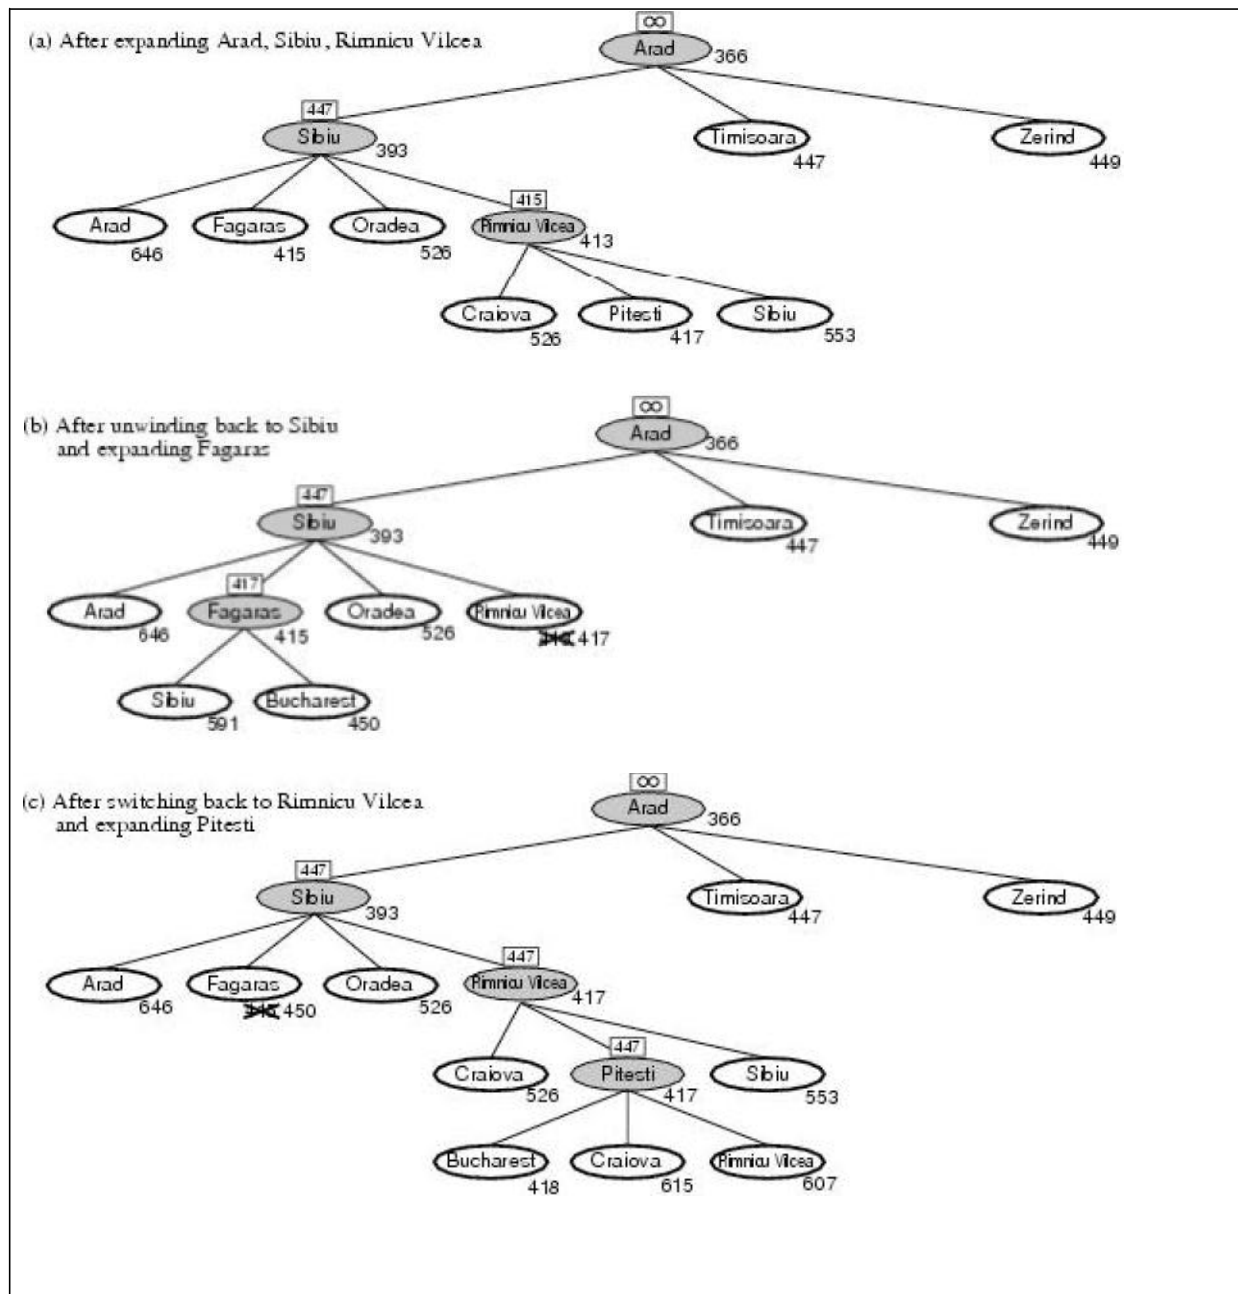 ∞
(a) After expanding Arad, Sibiu, Rimnicu Vilcea
Arad
366
447
Sibiu
393
Timisoara
447
Zerind
449
415
Arad
646
Fagaras
415
Oradea
526
Rimnicu Vilcea
413
Craiova
526
Pitesti
417
Sibiu
553
∞
(b) After unwinding back to Sibiu
and expanding Fagaras
Arad
366
447
Sibiu
393
Timisoara
447
Zerind
449
417
Arad
646
Fagaras
415
Oradea
526
Rimnicu Vilcea
413 417
Sibiu
591
Bucharest
450
∞
(c) After switching back to Rimnicu Vilcea
and expanding Pitesti
Arad
366
447
Sibiu
393
Timisoara
447
Zerind
449
447
Arad
646
Fagaras
415 450
Oradea
526
Rimnicu Vilcea
417
447
Craiova
526
Pitesti
417
Sibiu
553
Bucharest
418
Craiova
615
Rimnicu Vilcea
607